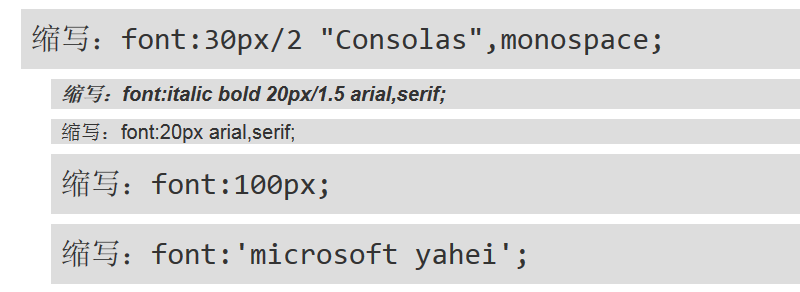 缩写：font:30px/2 "Consolas",monospace;
缩写：font:italic bold 20px/1.5 arial,serif;
缩写：font:20px arial,serif;
缩写：font:100px;
缩写：font:'microsoft yahei';